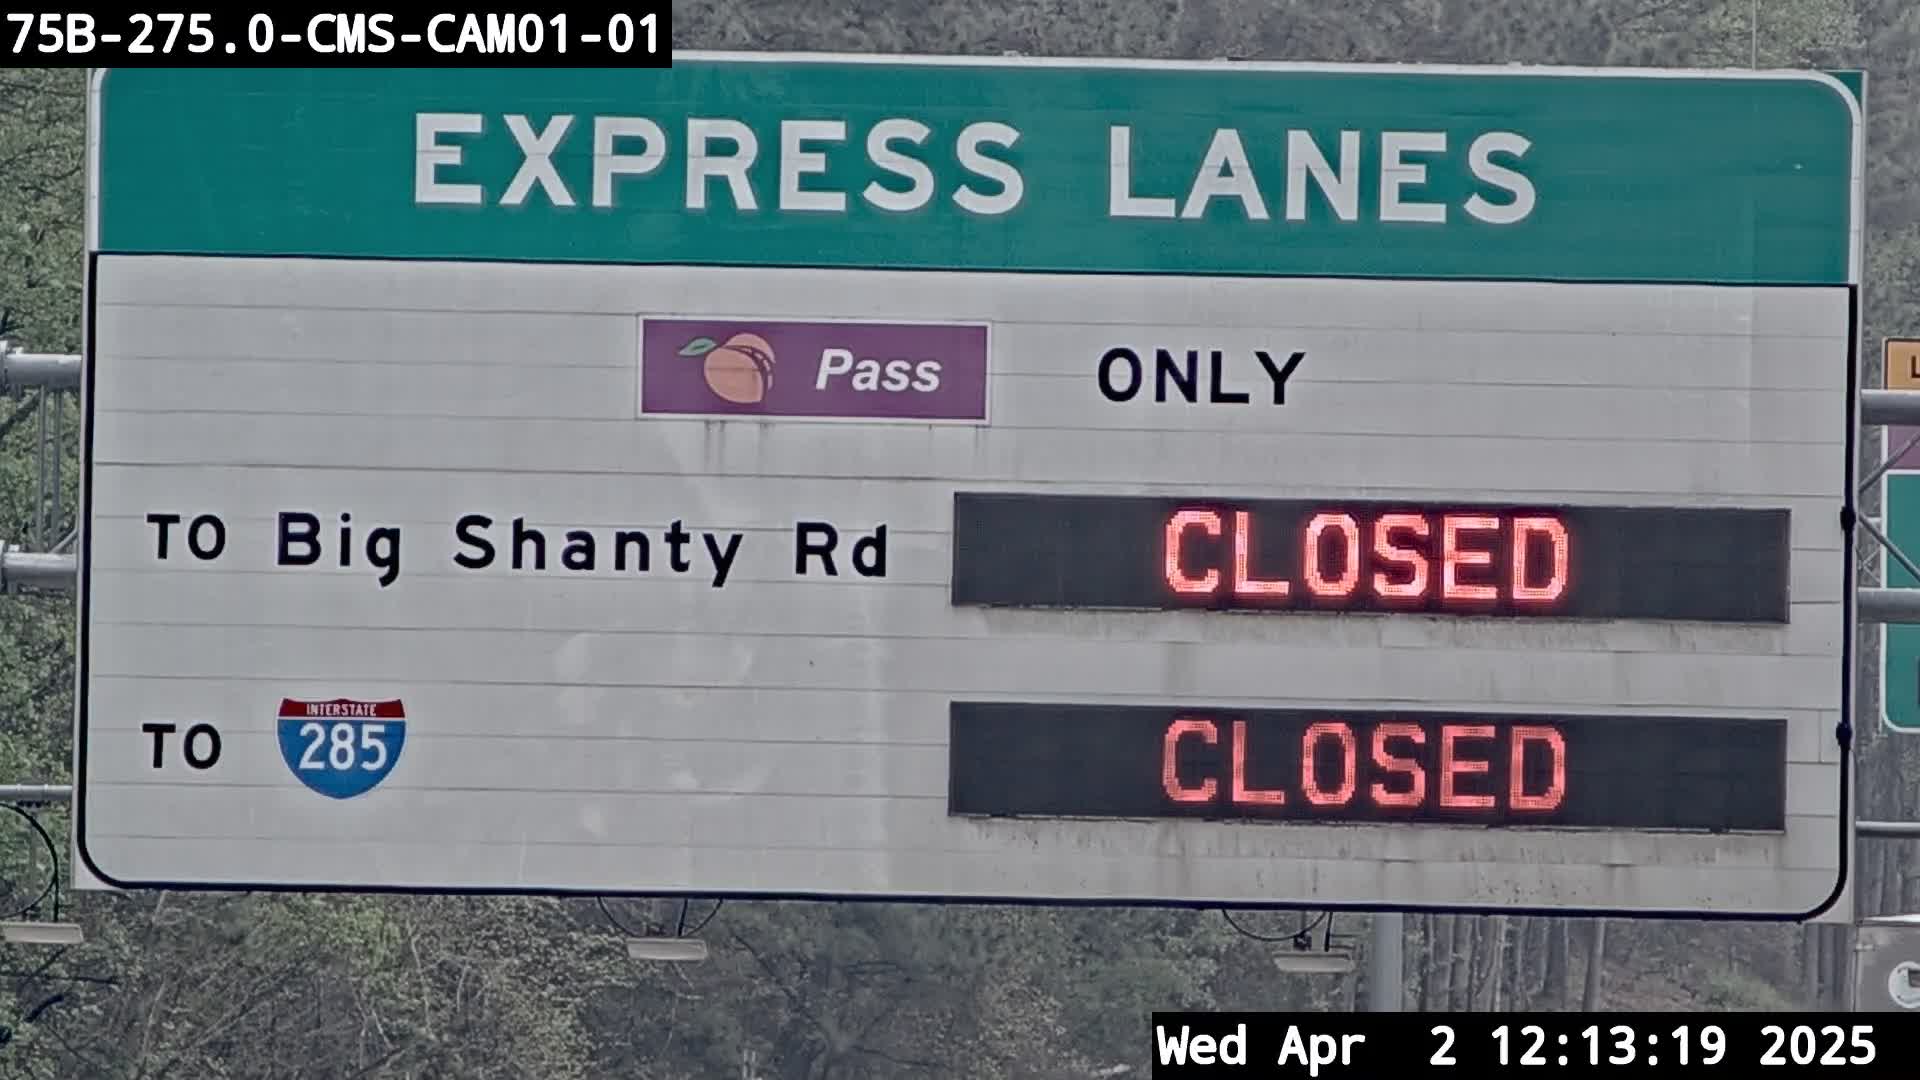 75B-275.0-CMS-CAM01-01
EXPRESS LANES
Pass ONLY
TO Big Shanty Rd CLOSED
TO INTERSTATE 285 CLOSED
Wed Apr 2 12:13:19 2025